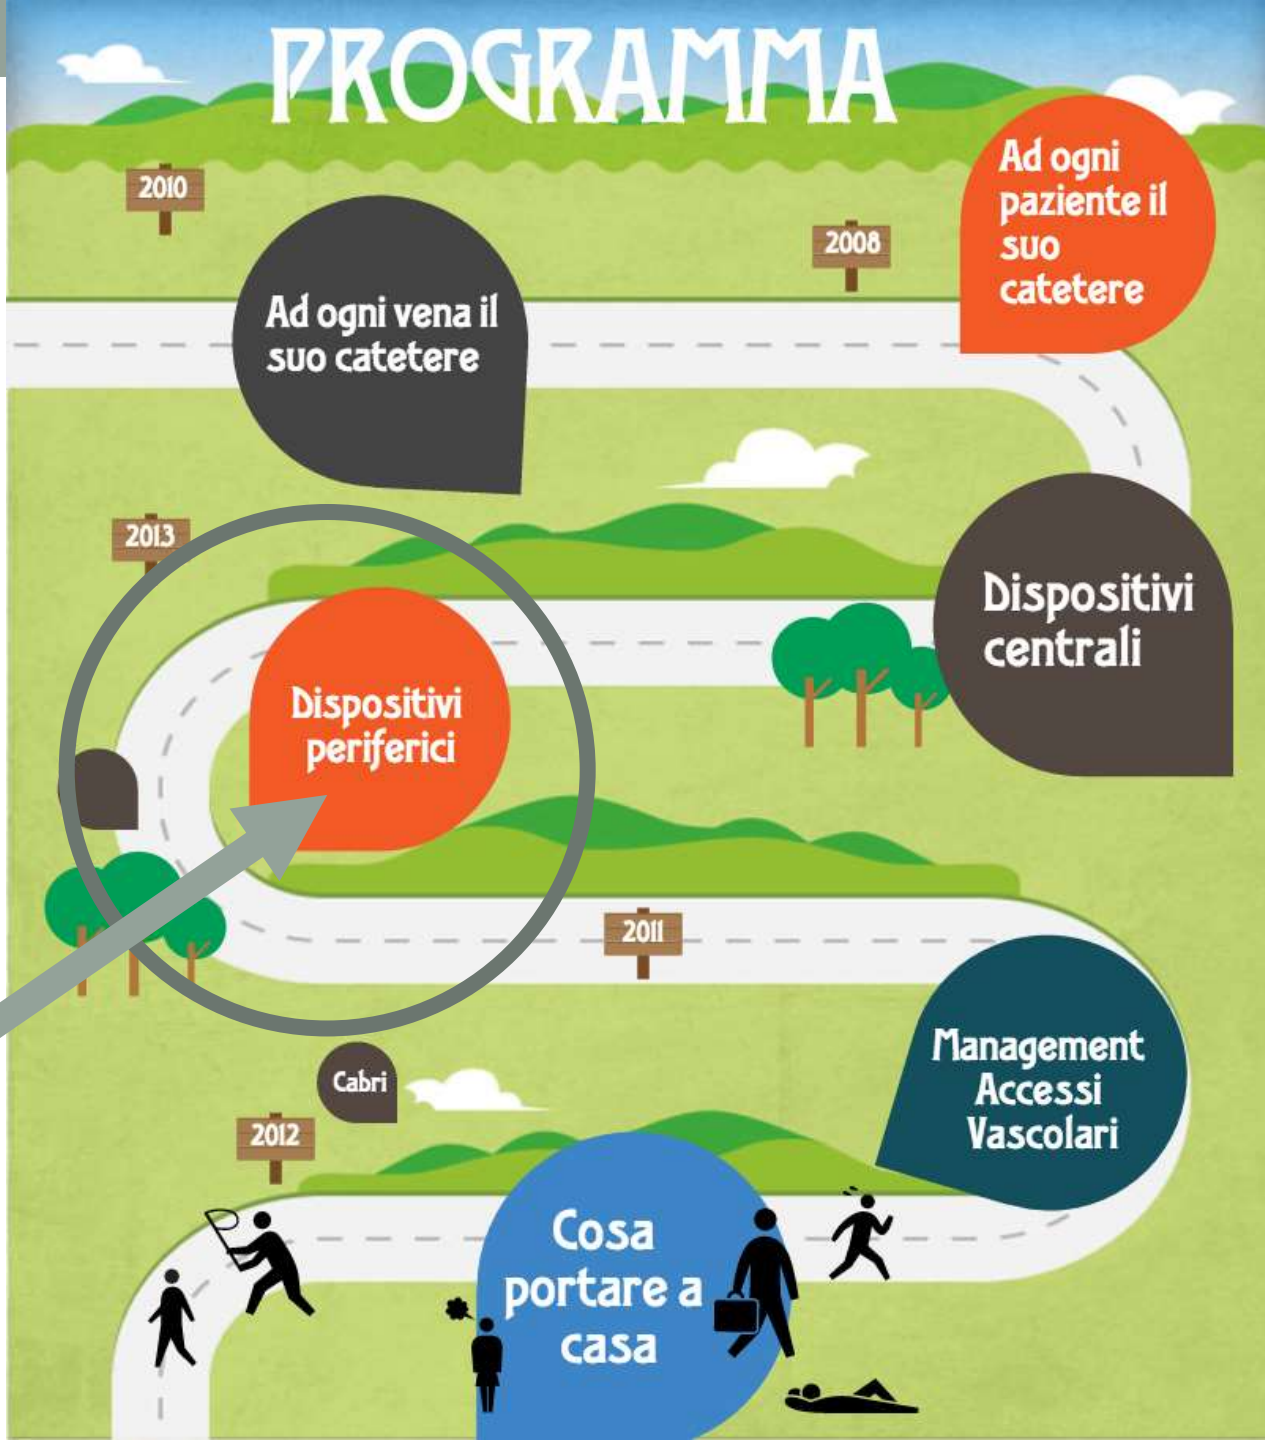 PROGRAMMA
2010
2008
Ad ogni
paziente il
suo
catetere
Ad ogni vena il
suo catetere
2013
Dispositivi
centrali
Dispositivi
periferici
2011
Management
Accessi
Vascolari
Cabri
2012
Cosa
portare a
casa